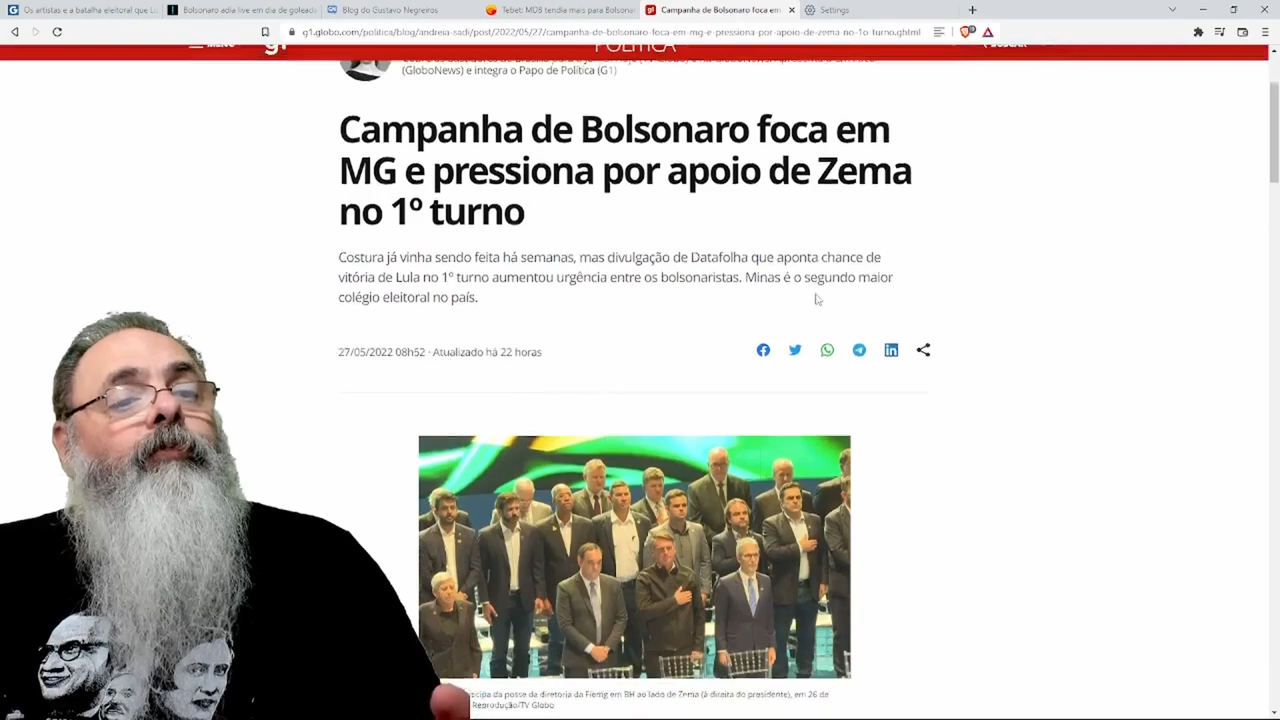 Os artistas e a batalha eleitoral que L
Bolsonaro adia live em dia de golead
Blog do Gustavo Negreiros
Tebet: MDB tendia mais para Bolsona
Campanha de Bolsonaro foca em
Settings
g1.globo.com/politica/blog/andreia-sadi/post/2022/05/27/campanha-de-bolsonaro-foca-em-mg-e-pressiona-por-apoio-de-zema-no-1o-turno.ghtml
MENU
g1
POLÍTICA
BUSCAR
(GloboNews) e integra o Papo de Política (G1)
Campanha de Bolsonaro foca em
MG e pressiona por apoio de Zema
no 1º turno
Costura já vinha sendo feita há semanas, mas divulgação de Datafolha que aponta chance de
vitória de Lula no 1º turno aumentou urgência entre os bolsonaristas. Minas é o segundo maior
colégio eleitoral no país.
27/05/2022 08h52 · Atualizado há 22 horas
cipa da posse da diretoria da Fiemg em BH ao lado de Zema (à direita do presidente), em 26 de
Reprodução/TV Globo